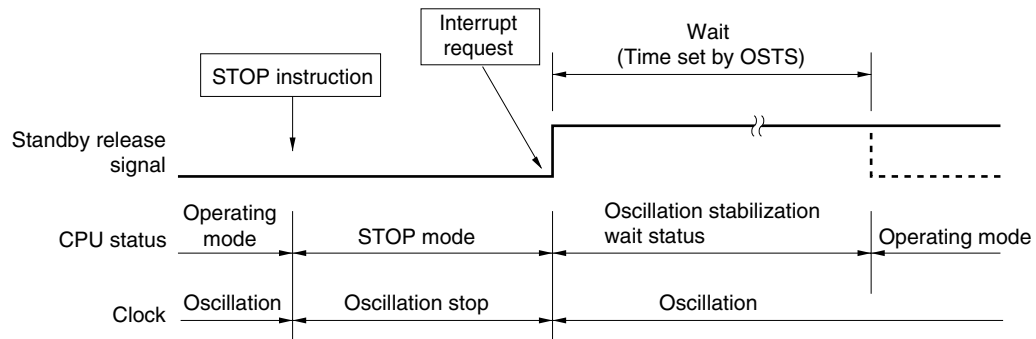 Interrupt
request
Wait
(Time set by OSTS)
STOP instruction
Standby release
signal
Operating
mode
CPU status
STOP mode
Oscillation stabilization
wait status
Operating mode
Clock
Oscillation
Oscillation stop
Oscillation